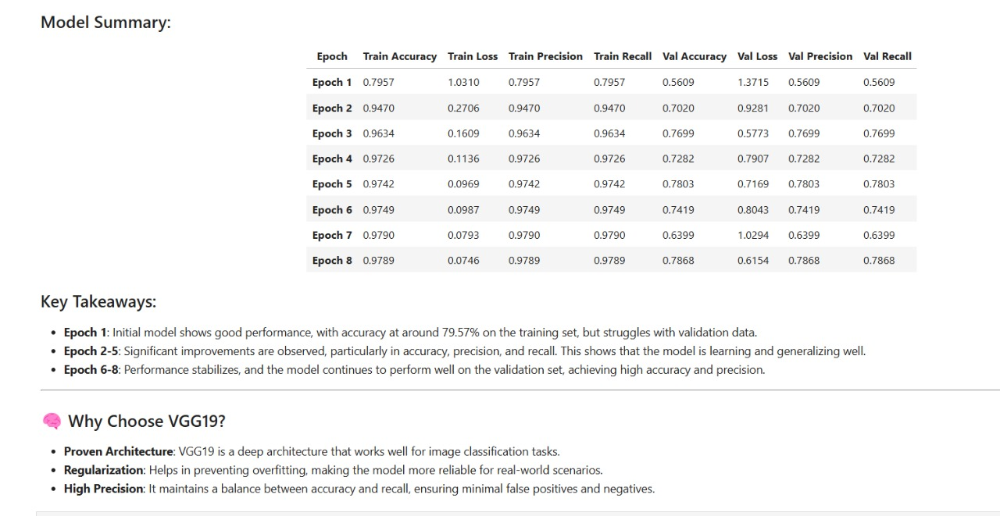 Model Summary:
Epoch Train Accuracy Train Loss Train Precision Train Recall Val Accuracy Val Loss Val Precision Val Recall
Epoch 1 0.7957 1.0310 0.7957 0.7957 0.5609 1.3715 0.5609 0.5609
Epoch 2 0.9470 0.2706 0.9470 0.9470 0.7020 0.9281 0.7020 0.7020
Epoch 3 0.9634 0.1609 0.9634 0.9634 0.7699 0.5773 0.7699 0.7699
Epoch 4 0.9726 0.1136 0.9726 0.9726 0.7282 0.7907 0.7282 0.7282
Epoch 5 0.9742 0.0969 0.9742 0.9742 0.7803 0.7169 0.7803 0.7803
Epoch 6 0.9749 0.0987 0.9749 0.9749 0.7419 0.8043 0.7419 0.7419
Epoch 7 0.9790 0.0793 0.9790 0.9790 0.6399 1.0294 0.6399 0.6399
Epoch 8 0.9789 0.0746 0.9789 0.9789 0.7868 0.6154 0.7868 0.7868
Key Takeaways:
• Epoch 1: Initial model shows good performance, with accuracy at around 79.57% on the training set, but struggles with validation data.
• Epoch 2-5: Significant improvements are observed, particularly in accuracy, precision, and recall. This shows that the model is learning and generalizing well.
• Epoch 6-8: Performance stabilizes, and the model continues to perform well on the validation set, achieving high accuracy and precision.
🧠 Why Choose VGG19?
• Proven Architecture: VGG19 is a deep architecture that works well for image classification tasks.
• Regularization: Helps in preventing overfitting, making the model more reliable for real-world scenarios.
• High Precision: It maintains a balance between accuracy and recall, ensuring minimal false positives and negatives.